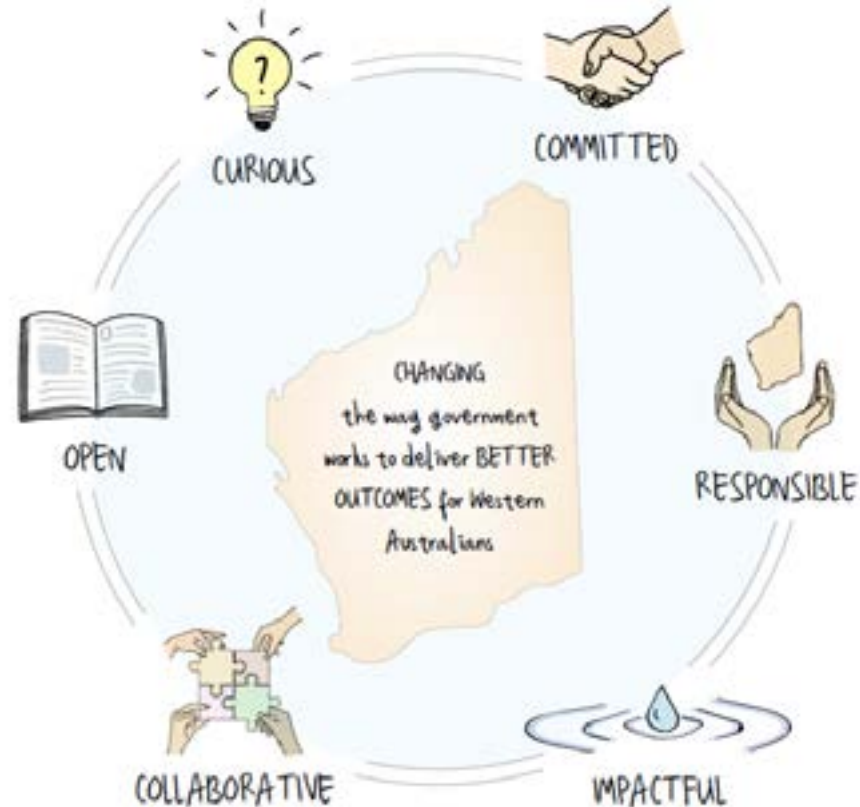 ?
CURIOUS
COMMITTED
OPEN
CHANGING
the way government
works to deliver BETTER
OUTCOMES for Western
Australians
RESPONSIBLE
COLLABORATIVE
IMPACTFUL